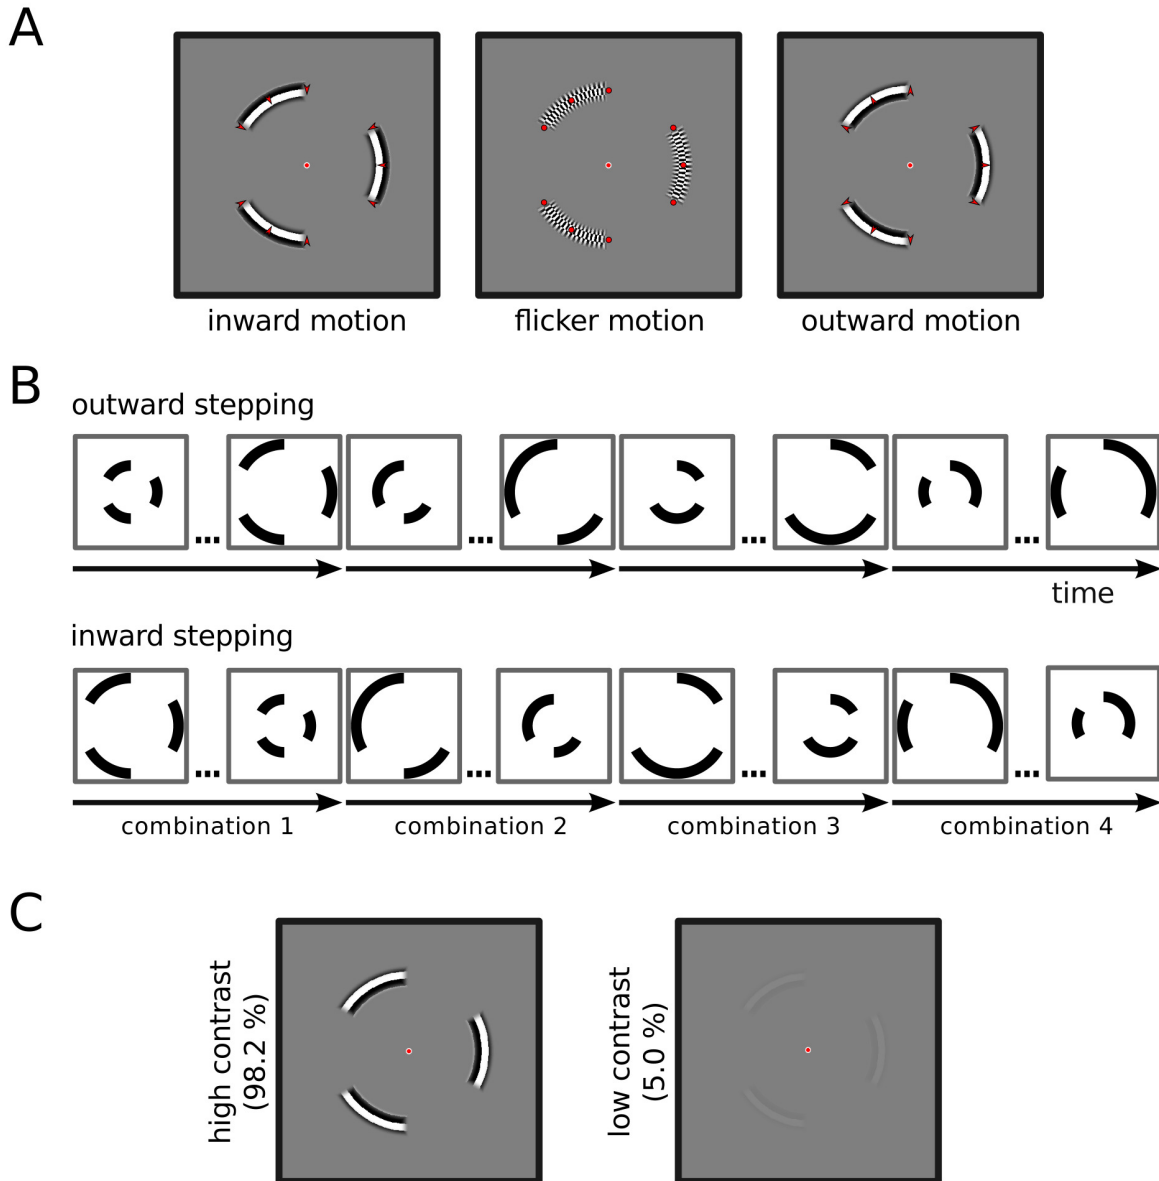 A
inward motion
flicker motion
outward motion
B
outward stepping
...
...
...
...
time
inward stepping
...
...
...
...
combination 1
combination 2
combination 3
combination 4
C
high contrast
(98.2 %)
low contrast
(5.0 %)